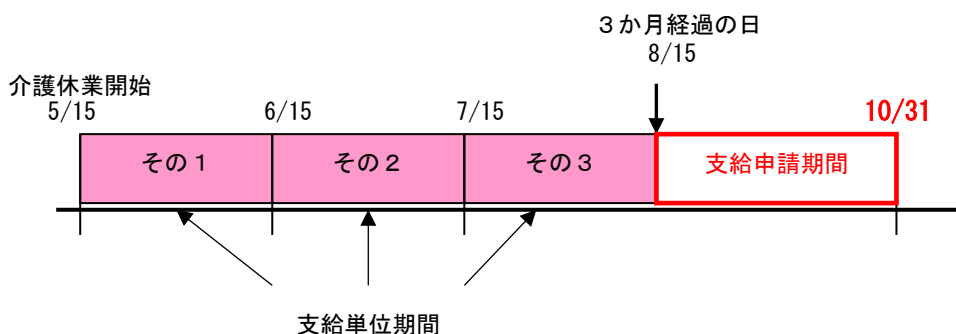 ３か月経過の日
8/15
介護休業開始
5/15
6/15
7/15
10/31
その１
その２
その３
支給申請期間
支給単位期間